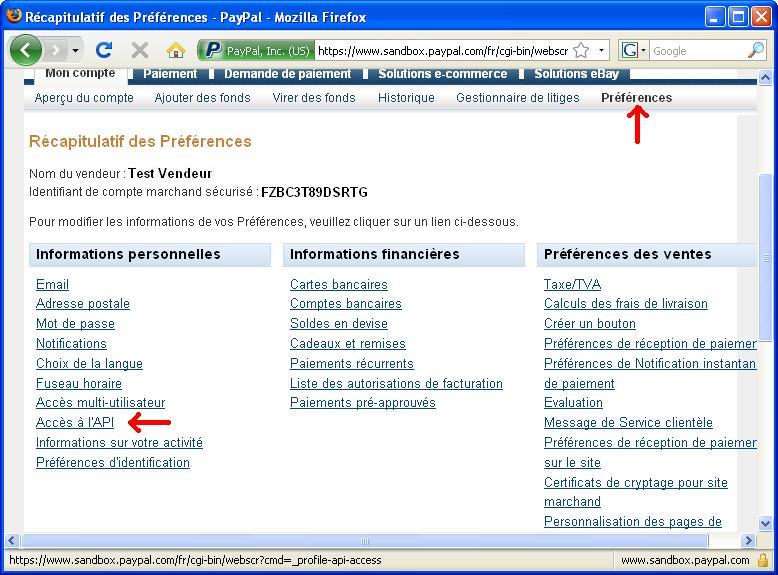 Récapitulatif des Préférences - PayPal - Mozilla Firefox
PayPal, Inc. (US) https://www.sandbox.paypal.com/fr/cgi-bin/webscr Google
Mon compte Paiement Demande de paiement Solutions e-commerce Solutions eBay
Aperçu du compte Ajouter des fonds Virer des fonds Historique Gestionnaire de litiges Préférences
Récapitulatif des Préférences
Nom du vendeur : Test Vendeur
Identifiant de compte marchand sécurisé : FZBC3T89DSRTG
Pour modifier les informations de vos Préférences, veuillez cliquer sur un lien ci-dessous.
Informations personnelles
Email
Adresse postale
Mot de passe
Notifications
Choix de la langue
Fuseau horaire
Accès multi-utilisateur
Accès à l'API
Informations sur votre activité
Préférences d'identification
Informations financières
Cartes bancaires
Comptes bancaires
Soldes en devise
Cadeaux et remises
Paiements récurrents
Liste des autorisations de facturation
Paiements pré-approuvés
Préférences des ventes
Taxe/TVA
Calculs des frais de livraison
Créer un bouton
Préférences de réception de paiemen
Préférences de Notification instantan
de paiement
Evaluation
Message de Service clientèle
Préférences de réception de paiemen
sur le site
Certificats de cryptage pour site
marchand
Personnalisation des pages de
https://www.sandbox.paypal.com/fr/cgi-bin/webscr?cmd=_profile-api-access www.sandbox.paypal.com